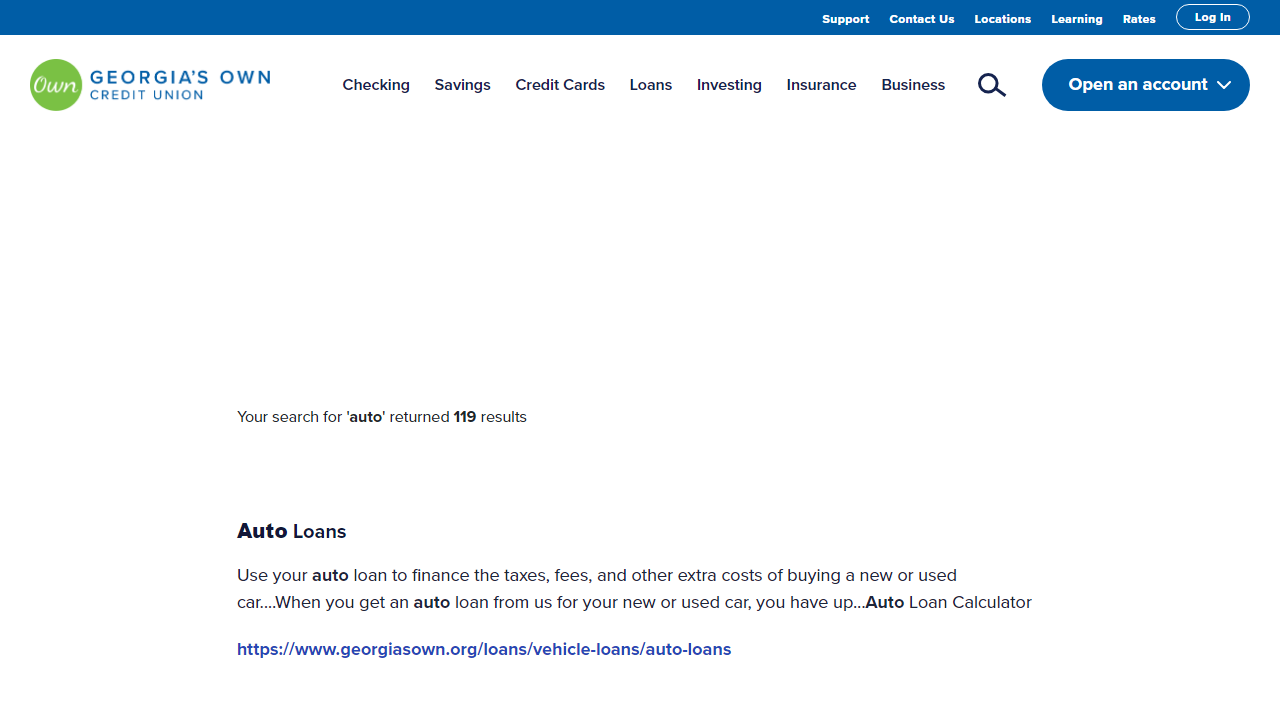 Support Contact Us Locations Learning Rates Log In
Own GEORGIA'S OWN
CREDIT UNION
Checking Savings Credit Cards Loans Investing Insurance Business Open an account
Your search for 'auto' returned 119 results
Auto Loans
Use your auto loan to finance the taxes, fees, and other extra costs of buying a new or used
car....When you get an auto loan from us for your new or used car, you have up...Auto Loan Calculator
https://www.georgiasown.org/loans/vehicle-loans/auto-loans